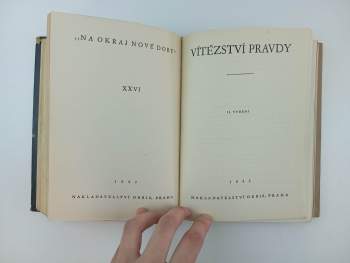 „NA OKRAJ NOVÉ DOBY“
XXVI
NAKLADATELSTVÍ ORBIS, PRAHA
VÍTĚZSTVÍ PRAVDY
II. VYDÁNÍ
NAKLADATELSTVÍ ORBIS, PRAHA